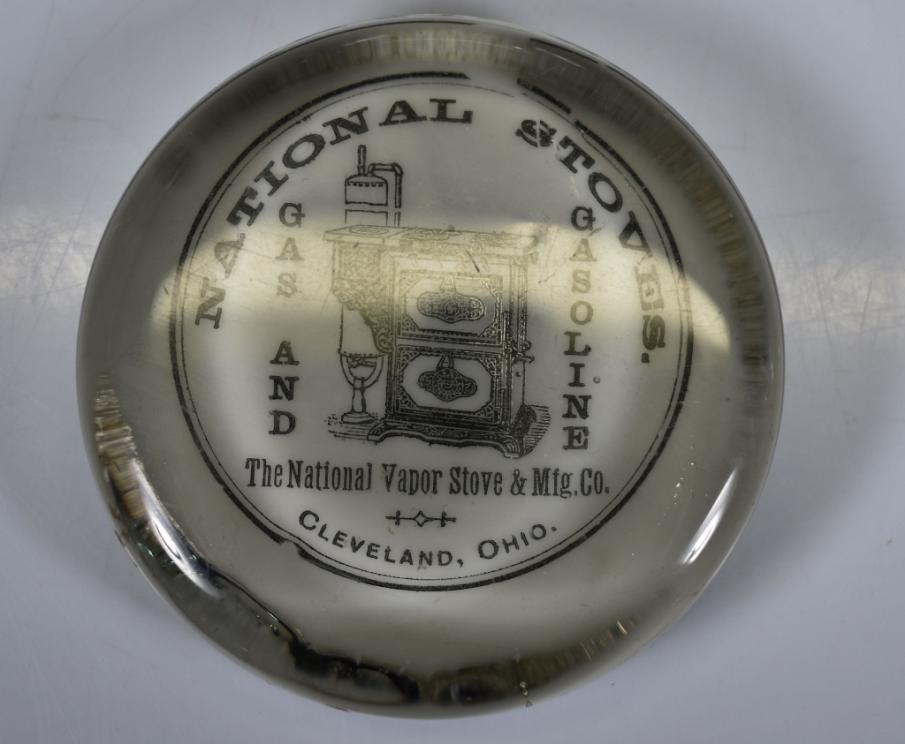 NATIONAL STOVES.
GAS AND
GASOLINE
The National Vapor Stove & Mfg. Co.
CLEVELAND, OHIO.